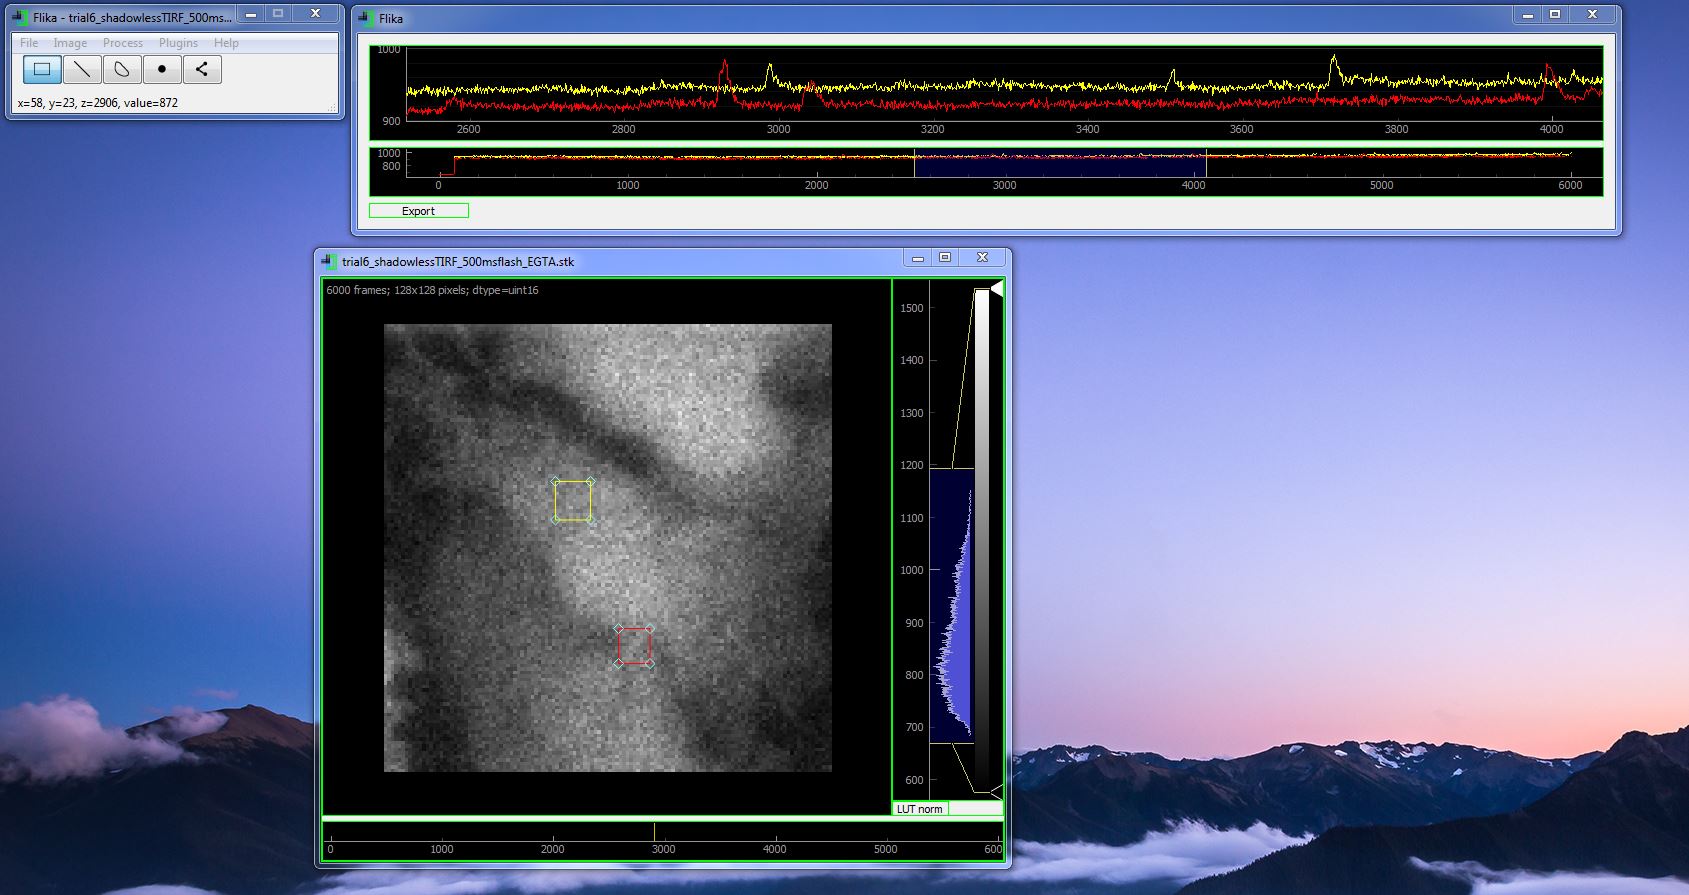 Flika - trial6_shadowlessTIRF_500ms...
File Image Process Plugins Help
x=58, y=23, z=2906, value=872
Flika
1000
900
2600 2800 3000 3200 3400 3600 3800 4000
1000
800
0 1000 2000 3000 4000 5000 6000
Export
trial6_shadowlessTIRF_500msflash_EGTA.stk
6000 frames; 128x128 pixels; dtype=uint16
1500
1400
1300
1200
1100
1000
900
800
700
600
LUT norm
0 1000 2000 3000 4000 5000 600